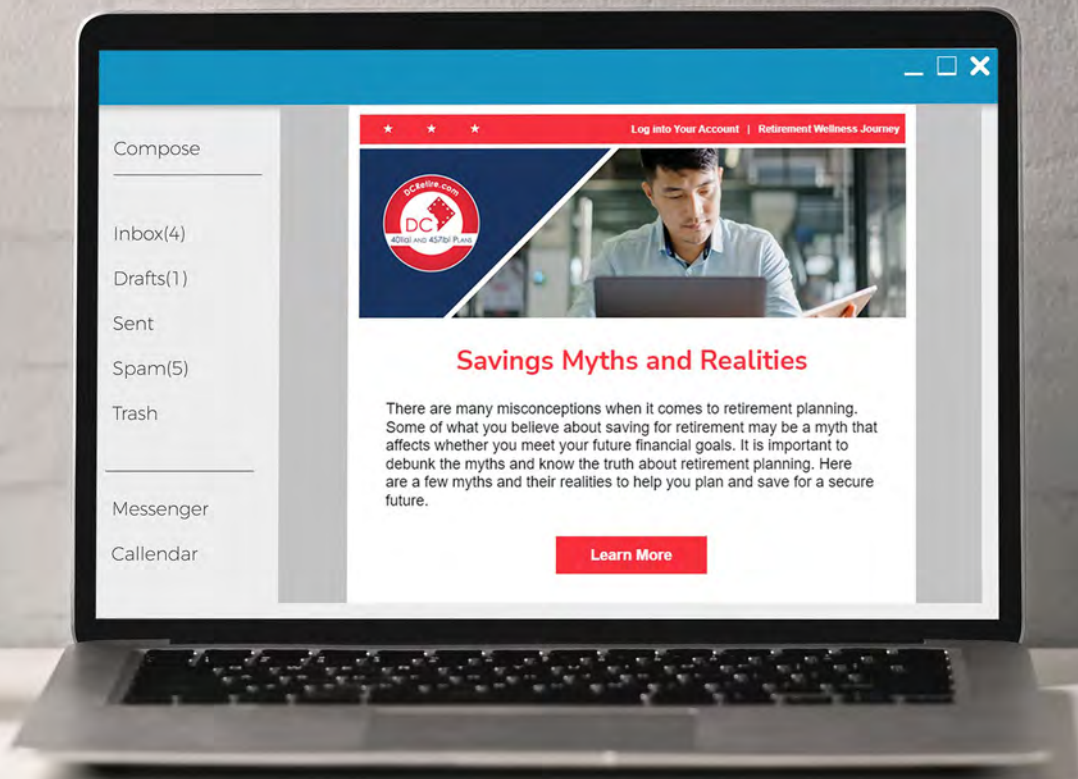 Compose
Inbox(4)
Drafts(1)
Sent
Spam(5)
Trash
Messenger
Callendar
Log into Your Account | Retirement Wellness Journey
DCRetire.com
DC
401(a) AND 457(b) PLANS
Savings Myths and Realities
There are many misconceptions when it comes to retirement planning.
Some of what you believe about saving for retirement may be a myth that
affects whether you meet your future financial goals. It is important to
debunk the myths and know the truth about retirement planning. Here
are a few myths and their realities to help you plan and save for a secure
future.
Learn More